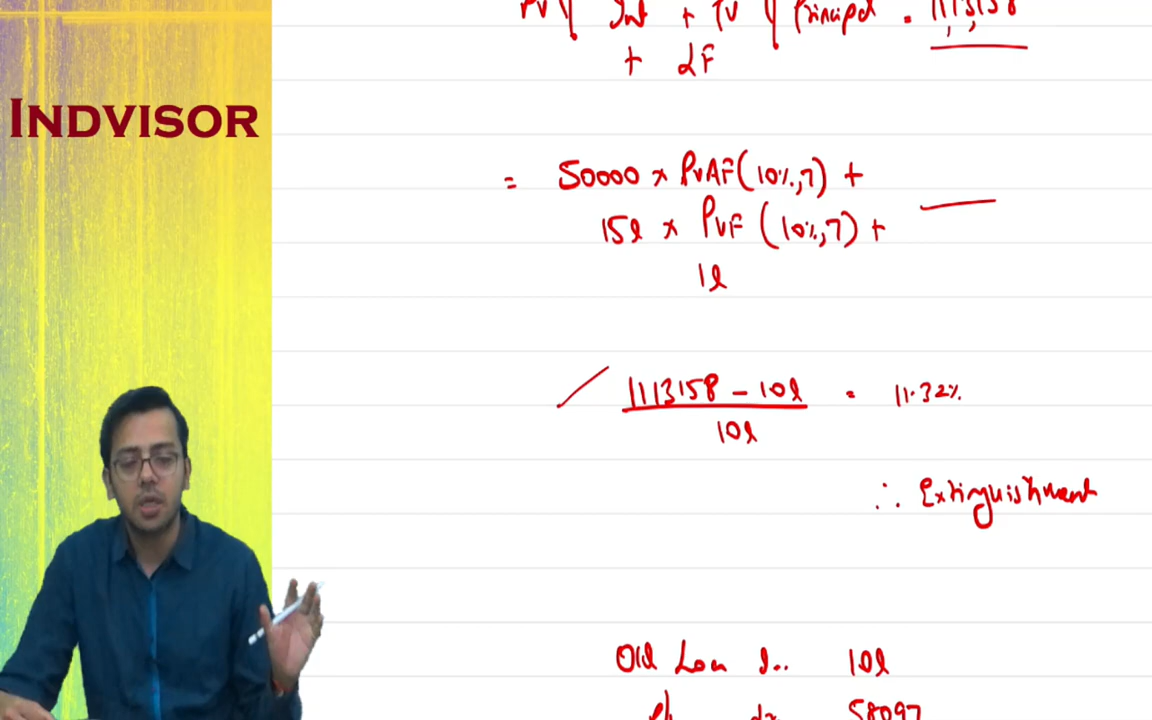 INDVISOR
PV of Int + PV of Principal = 1113158
+ LF
= 50000 x PVAF (10%,7) +
15l x PVF (10%,7) +
1l
1113158 - 10l = 11.32%
10l
∴ Extinguishment
Old Loan 10l
58097